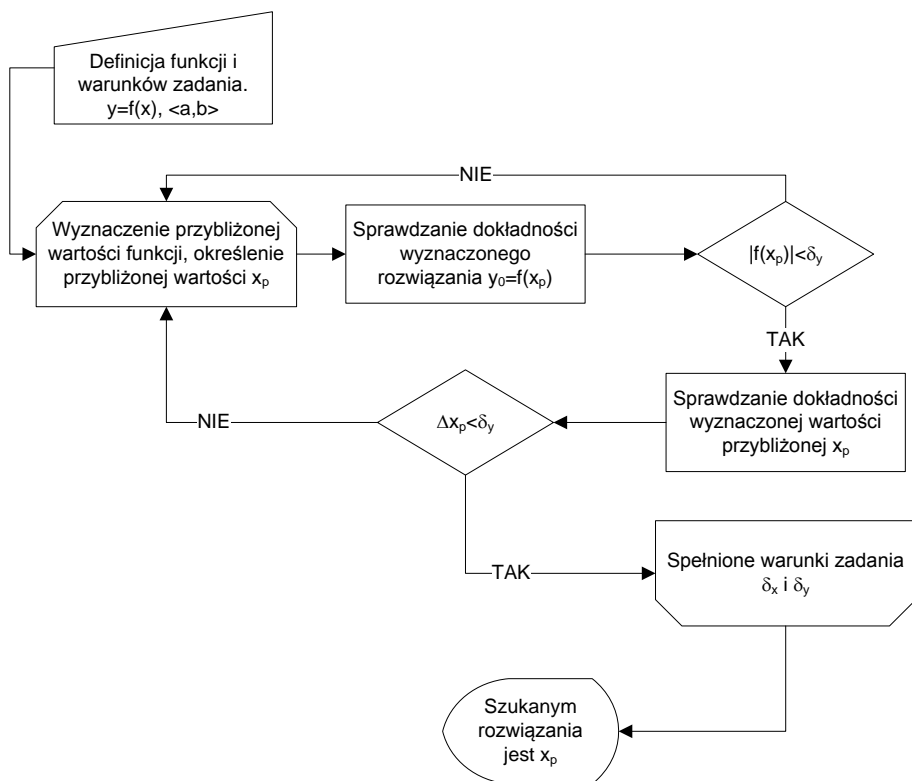 Definicja funkcji i
warunków zadania.
y=f(x), <a,b>
NIE
Wyznaczenie przybliżonej
wartości funkcji, określenie
przybliżonej wartości xₚ
Sprawdzanie dokładności
wyznaczonego
rozwiązania y₀=f(xₚ)
|f(xₚ)|<δy
TAK
Sprawdzanie dokładności
wyznaczonej wartości
przybliżonej xₚ
Δxₚ<δy
NIE
TAK
Spełnione warunki zadania
δₓ i δy
Szukanym
rozwiązania
jest xₚ